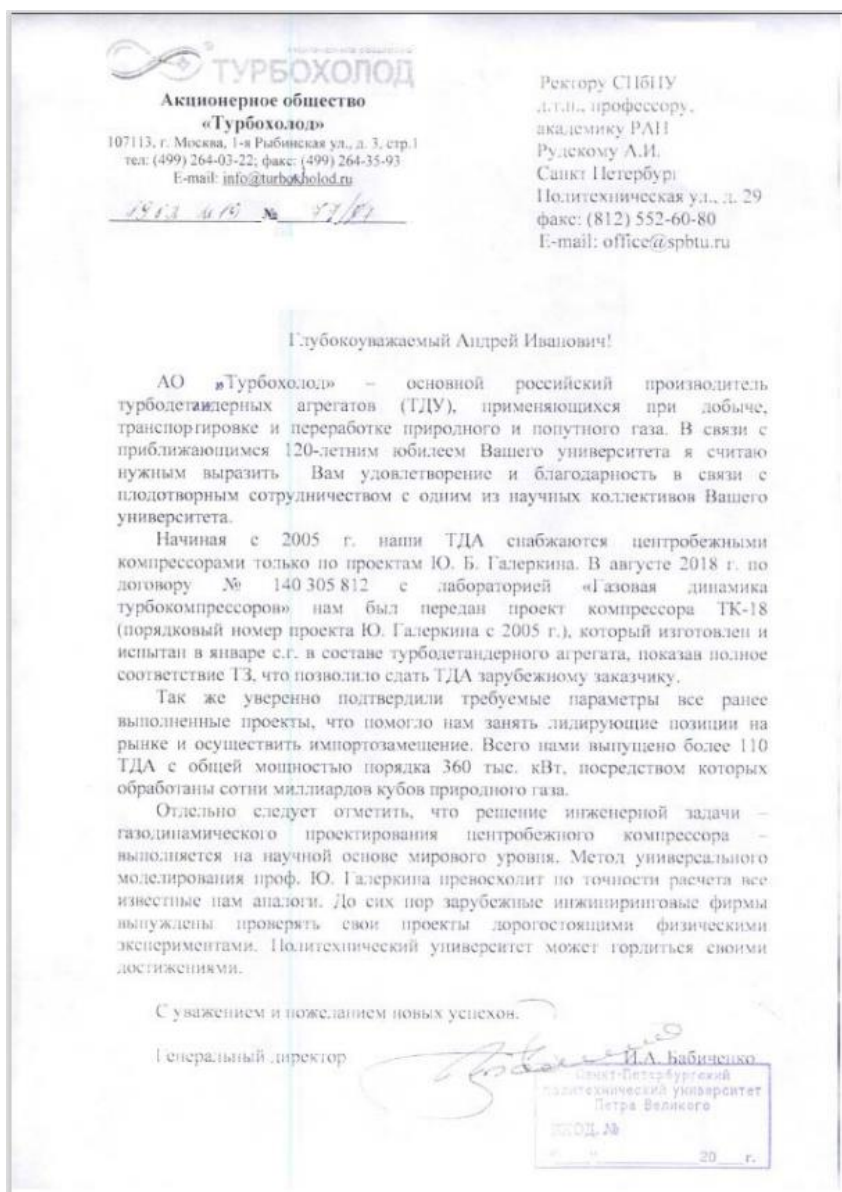 ТУРБОХОЛОД
Акционерное общество
«Турбохолод»
107113, г. Москва, 1-я Рыбинская ул., д. 3, стр.1
тел: (499) 264-03-22; факс: (499) 264-35-93
E-mail: info@turbokholod.ru
№
Ректору СПбПУ
д.т.н., профессору,
академику РАН
Рудскому А.И.
Санкт Петербург
Политехническая ул., д. 29
факс: (812) 552-60-80
E-mail: office@spbtu.ru
Глубокоуважаемый Андрей Иванович!
АО «Турбохолод» – основной российский производитель
турбодетандерных агрегатов (ТДУ), применяющихся при добыче,
транспортировке и переработке природного и попутного газа. В связи с
приближающимся 120-летним юбилеем Вашего университета я считаю
нужным выразить Вам удовлетворение и благодарность в связи с
плодотворным сотрудничеством с одним из научных коллективов Вашего
университета.
Начиная с 2005 г. наши ТДА снабжаются центробежными
компрессорами только по проектам Ю. Б. Галеркина. В августе 2018 г. по
договору № 140 305 812 с лабораторией «Газовая динамика
турбокомпрессоров» нам был передан проект компрессора ТК-18
(порядковый номер проекта Ю. Галеркина с 2005 г.), который изготовлен и
испытан в январе с.г. в составе турбодетандерного агрегата, показав полное
соответствие ТЗ, что позволило сдать ТДА зарубежному заказчику.
Так же уверенно подтвердили требуемые параметры все ранее
выполненные проекты, что помогло нам занять лидирующие позиции на
рынке и осуществить импортозамещение. Всего нами выпущено более 110
ТДА с общей мощностью порядка 360 тыс. кВт, посредством которых
обработаны сотни миллиардов кубов природного газа.
Отдельно следует отметить, что решение инженерной задачи –
газодинамического проектирования центробежного компрессора –
выполняется на научной основе мирового уровня. Метод универсального
моделирования проф. Ю. Галеркина превосходит по точности расчета все
известные нам аналоги. До сих пор зарубежные инжиниринговые фирмы
вынуждены проверять свои проекты дорогостоящими физическими
экспериментами. Политехнический университет может гордиться своими
достижениями.
С уважением и пожеланием новых успехов.
Генеральный директор И.А. Бабиченко
Санкт-Петербургский
политехнический университет
Петра Великого
ВХОД. №
20 г.